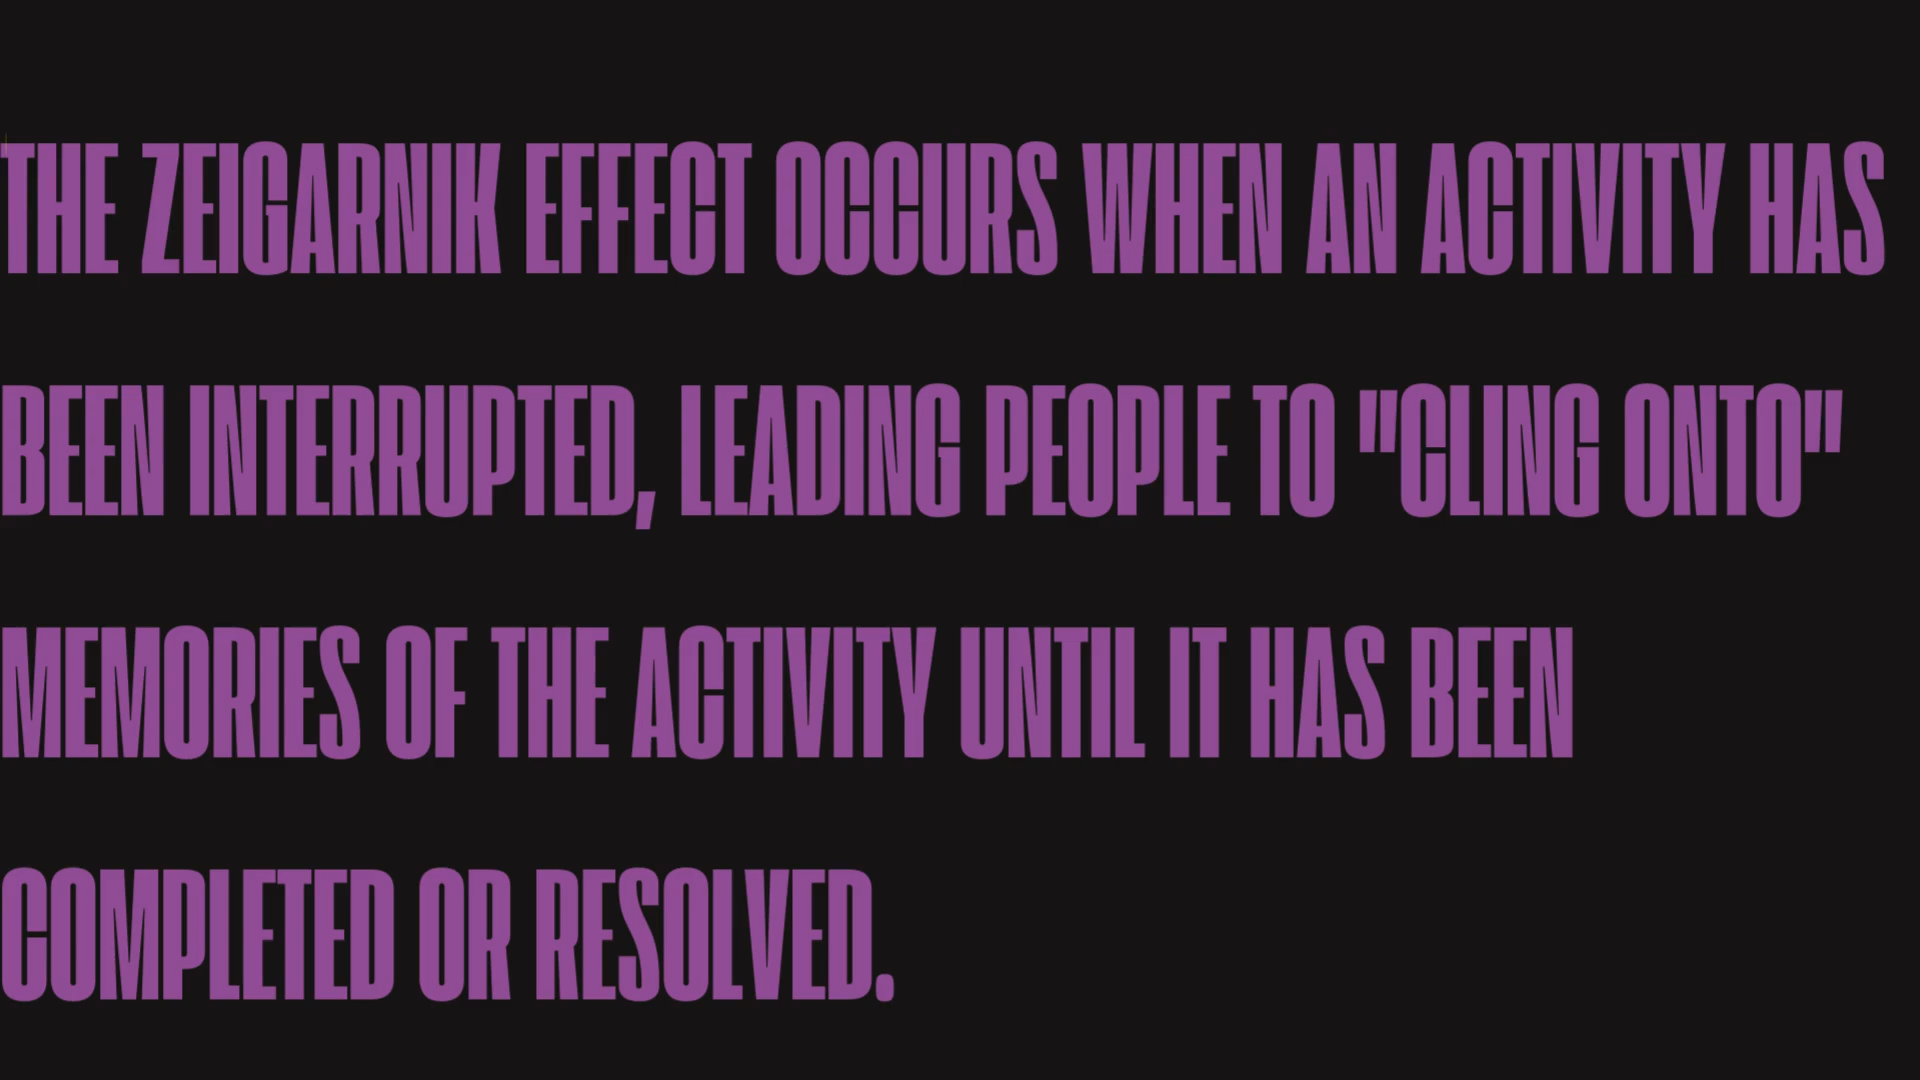 THE ZEIGARNIK EFFECT OCCURS WHEN AN ACTIVITY HAS
BEEN INTERRUPTED, LEADING PEOPLE TO "CLING ONTO"
MEMORIES OF THE ACTIVITY UNTIL IT HAS BEEN
COMPLETED OR RESOLVED.